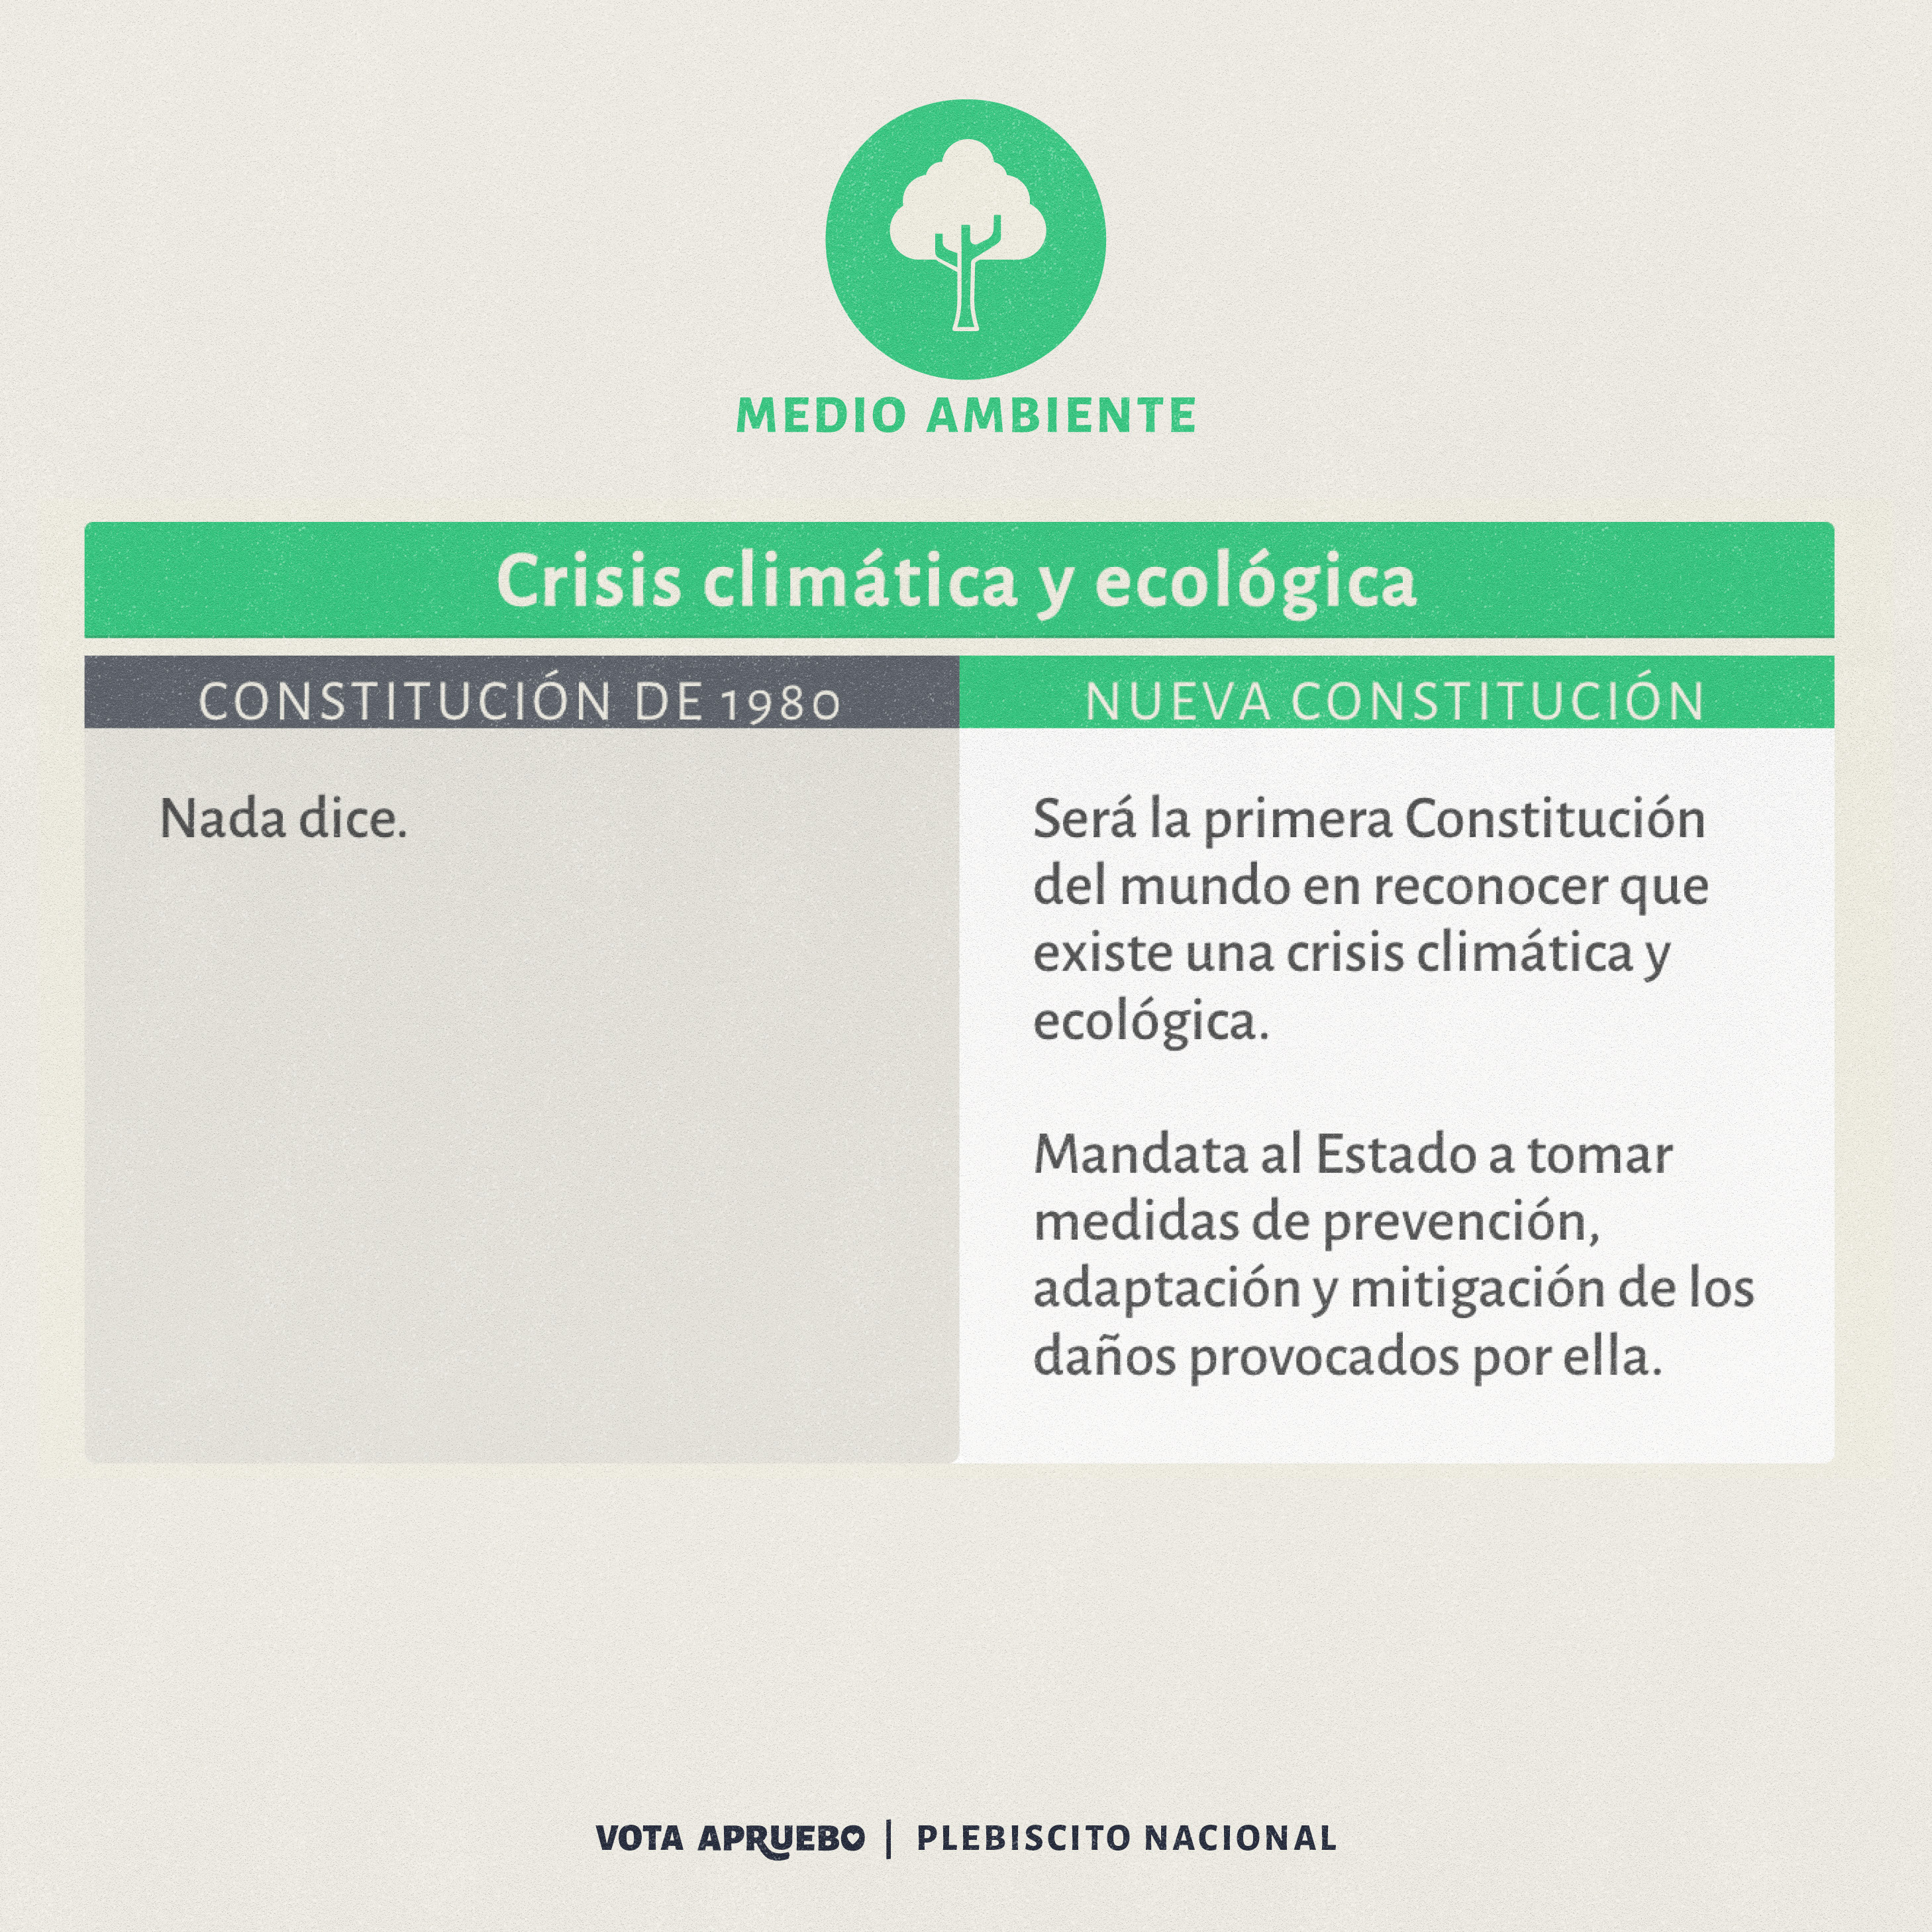 MEDIO AMBIENTE
Crisis climática y ecológica
CONSTITUCIÓN DE 1980
Nada dice.
NUEVA CONSTITUCIÓN
Será la primera Constitución
del mundo en reconocer que
existe una crisis climática y
ecológica.
Mandata al Estado a tomar
medidas de prevención,
adaptación y mitigación de los
daños provocados por ella.
VOTA APRUEBO | PLEBISCITO NACIONAL